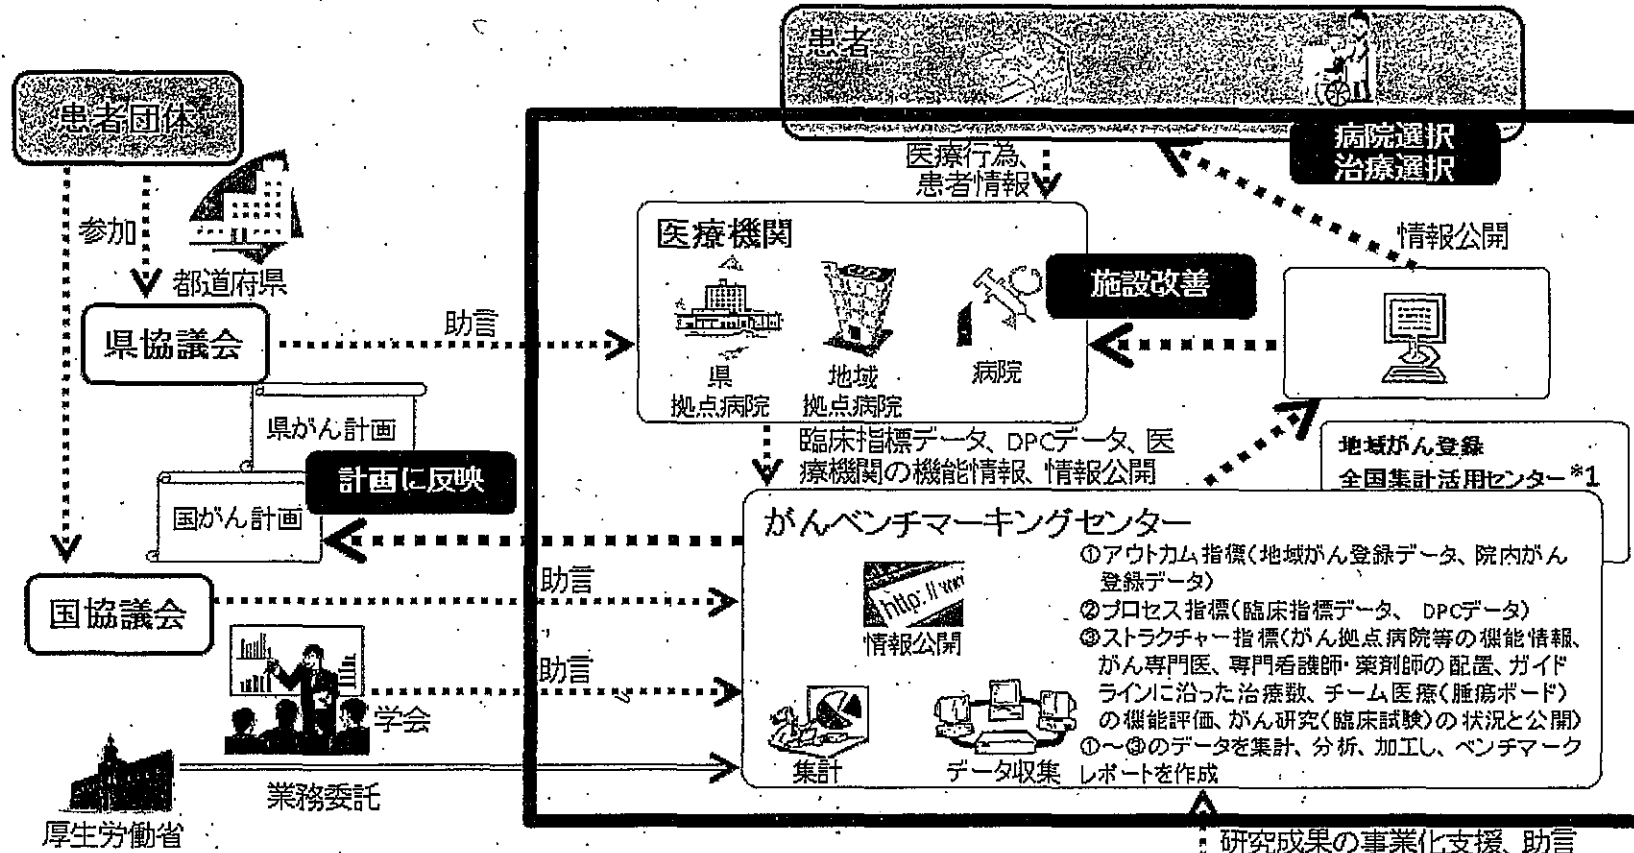 患者
患者団体
病院選択
治療選択
医療行為、
患者情報
参加
医療機関
情報公開
施設改善
都道府県
県協議会
助言
県
拠点病院
地域
拠点病院
病院
県がん計画
臨床指標データ、DPCデータ、医
療機関の機能情報、情報公開
地域がん登録
全国集計活用センター※1
計画に反映
国がん計画
がんベンチマーキングセンター
①アウトカム指標(地域がん登録データ、院内がん
登録データ)
②プロセス指標(臨床指標データ、DPCデータ)
③ストラクチャー指標(がん拠点病院等の機能情報、
がん専門医、専門看護師・薬剤師の配置、ガイド
ラインに沿った治療数、チーム医療(腫瘍ボード)
の機能評価、がん研究(臨床試験)の状況と公開)
①～③のデータを集計、分析、加工し、ベンチマーク
レポートを作成
助言
国協議会
http://www
情報公開
助言
学会
集計
データ収集
業務委託
厚生労働省
研究成果の事業化支援、助言